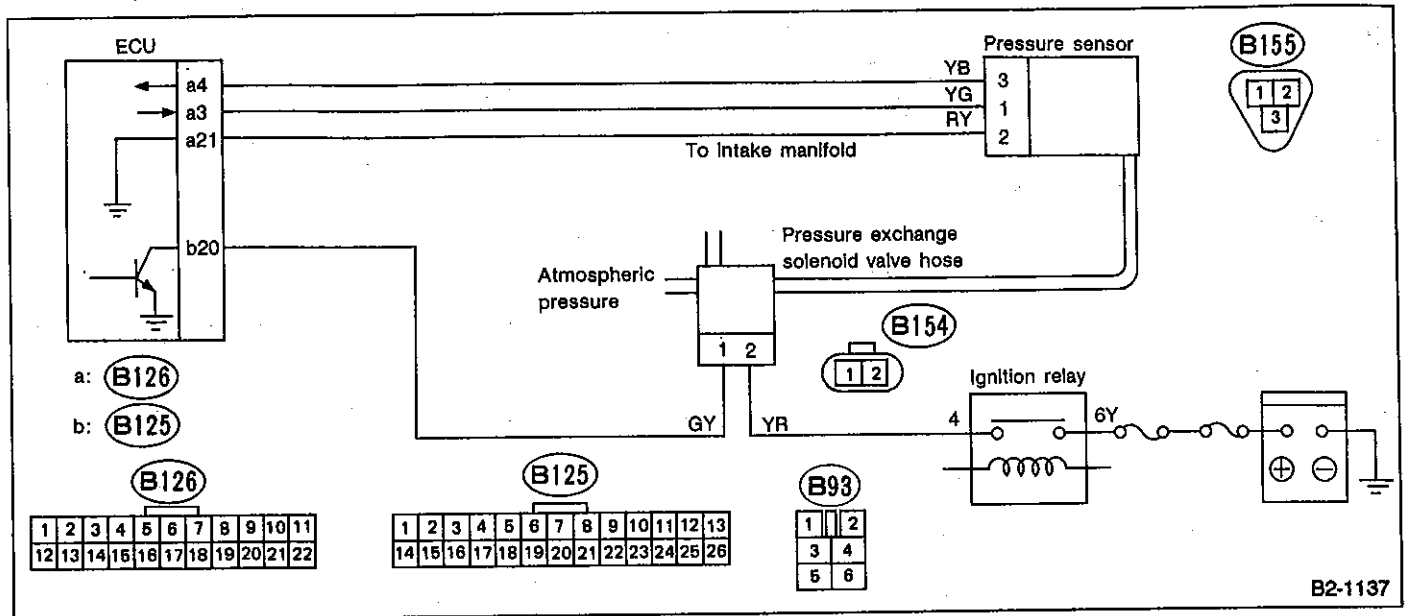 ECU
Pressure sensor
B155
a4
YB
3
a3
YG
1
a21
RY
2
1 2
3
To intake manifold
b20
Pressure exchange
solenoid valve hose
Atmospheric
pressure
B154
1 2
1 2
a: B126
b: B125
GY
YR
Ignition relay
4
6Y
+ −
B126
1 2 3 4 5 6 7 8 9 10 11
12 13 14 15 16 17 18 19 20 21 22
B125
1 2 3 4 5 6 7 8 9 10 11 12 13
14 15 16 17 18 19 20 21 22 23 24 25 26
B93
1 2
3 4
5 6
B2-1137